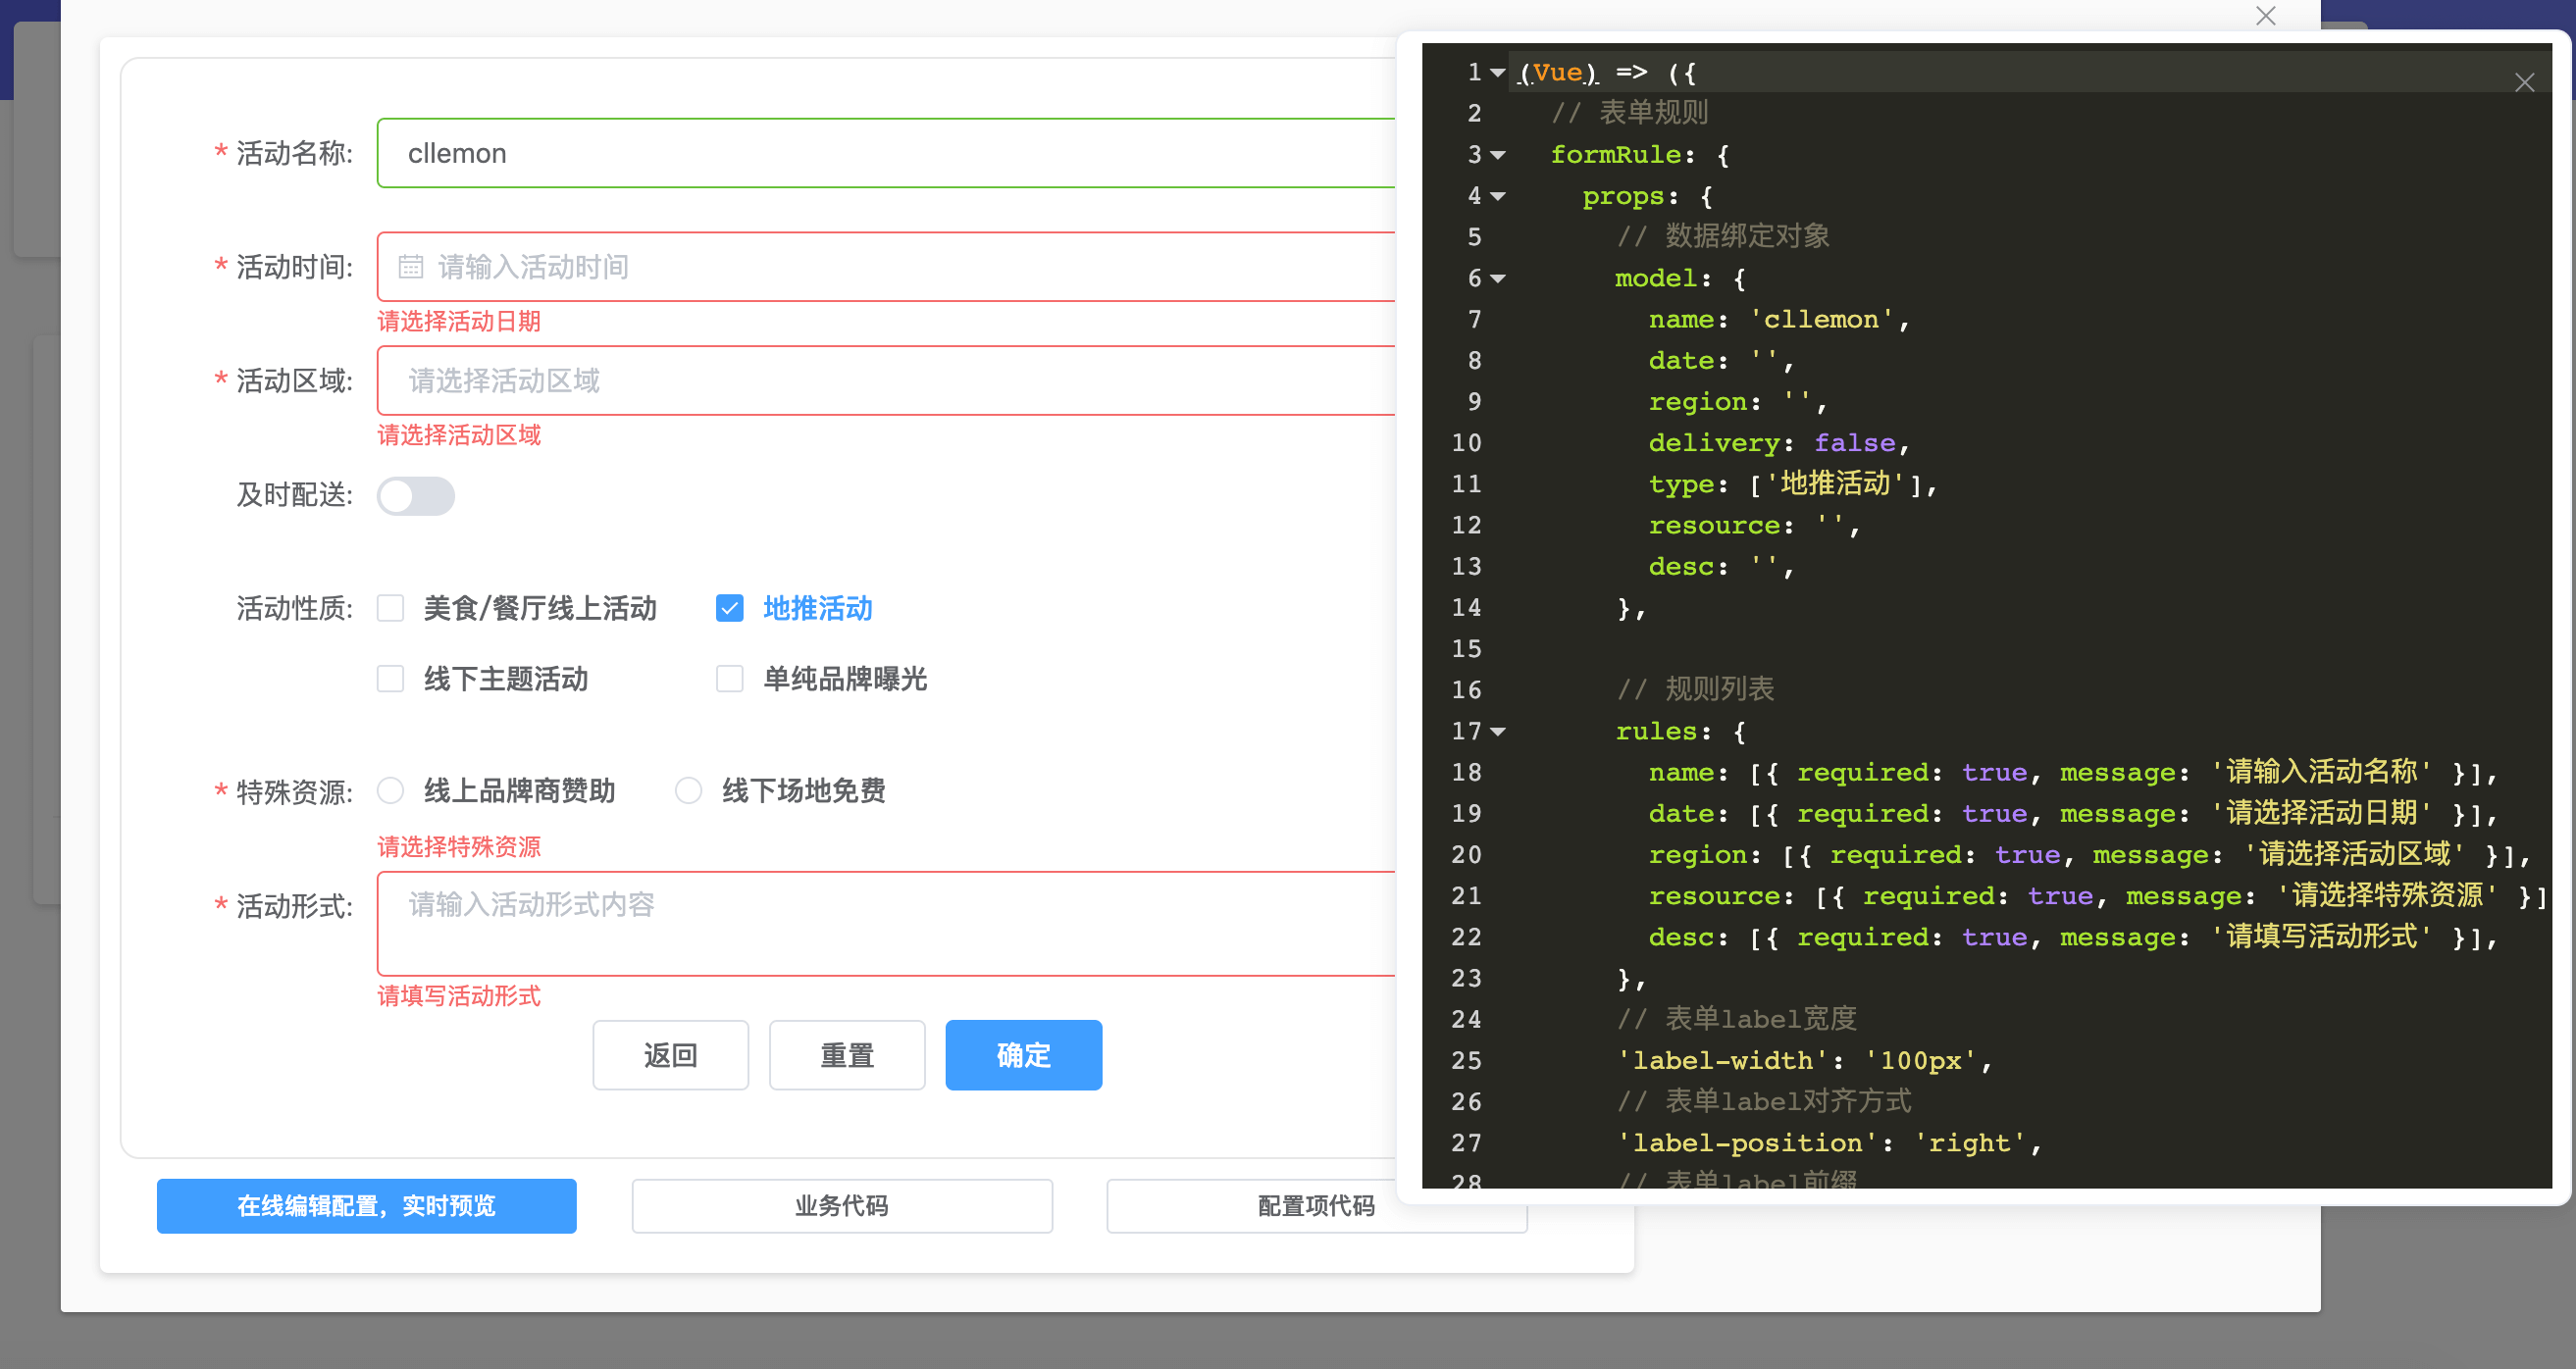 * 活动名称: cllemon
* 活动时间: 请输入活动时间
请选择活动日期
* 活动区域: 请选择活动区域
请选择活动区域
及时配送:
活动性质: 美食/餐厅线上活动 地推活动
线下主题活动 单纯品牌曝光
* 特殊资源: 线上品牌商赞助 线下场地免费
请选择特殊资源
* 活动形式: 请输入活动形式内容
请填写活动形式
返回 重置 确定
在线编辑配置，实时预览 业务代码 配置项代码
1 (Vue) => ({
2 // 表单规则
3 formRule: {
4 props: {
5 // 数据绑定对象
6 model: {
7 name: 'cllemon',
8 date: '',
9 region: '',
10 delivery: false,
11 type: ['地推活动'],
12 resource: '',
13 desc: '',
14 },
15
16 // 规则列表
17 rules: {
18 name: [{ required: true, message: '请输入活动名称' }],
19 date: [{ required: true, message: '请选择活动日期' }],
20 region: [{ required: true, message: '请选择活动区域' }],
21 resource: [{ required: true, message: '请选择特殊资源' }]
22 desc: [{ required: true, message: '请填写活动形式' }],
23 },
24 // 表单label宽度
25 'label-width': '100px',
26 // 表单label对齐方式
27 'label-position': 'right',
28 // 表单label前缀